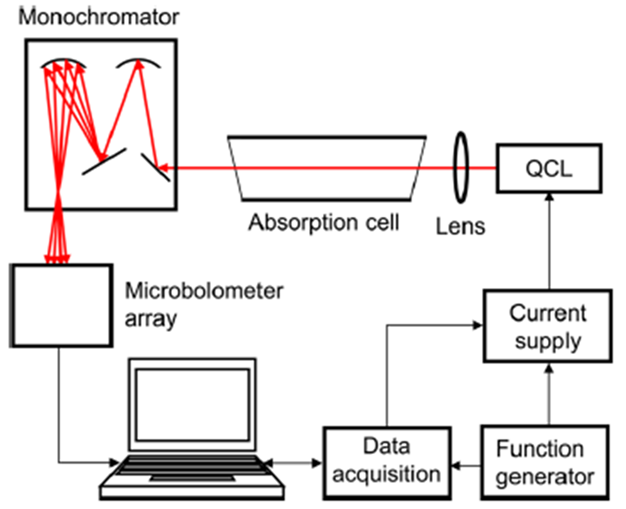 Monochromator
QCL
Absorption cell
Lens
Microbolometer
array
Current
supply
Data
acquisition
Function
generator